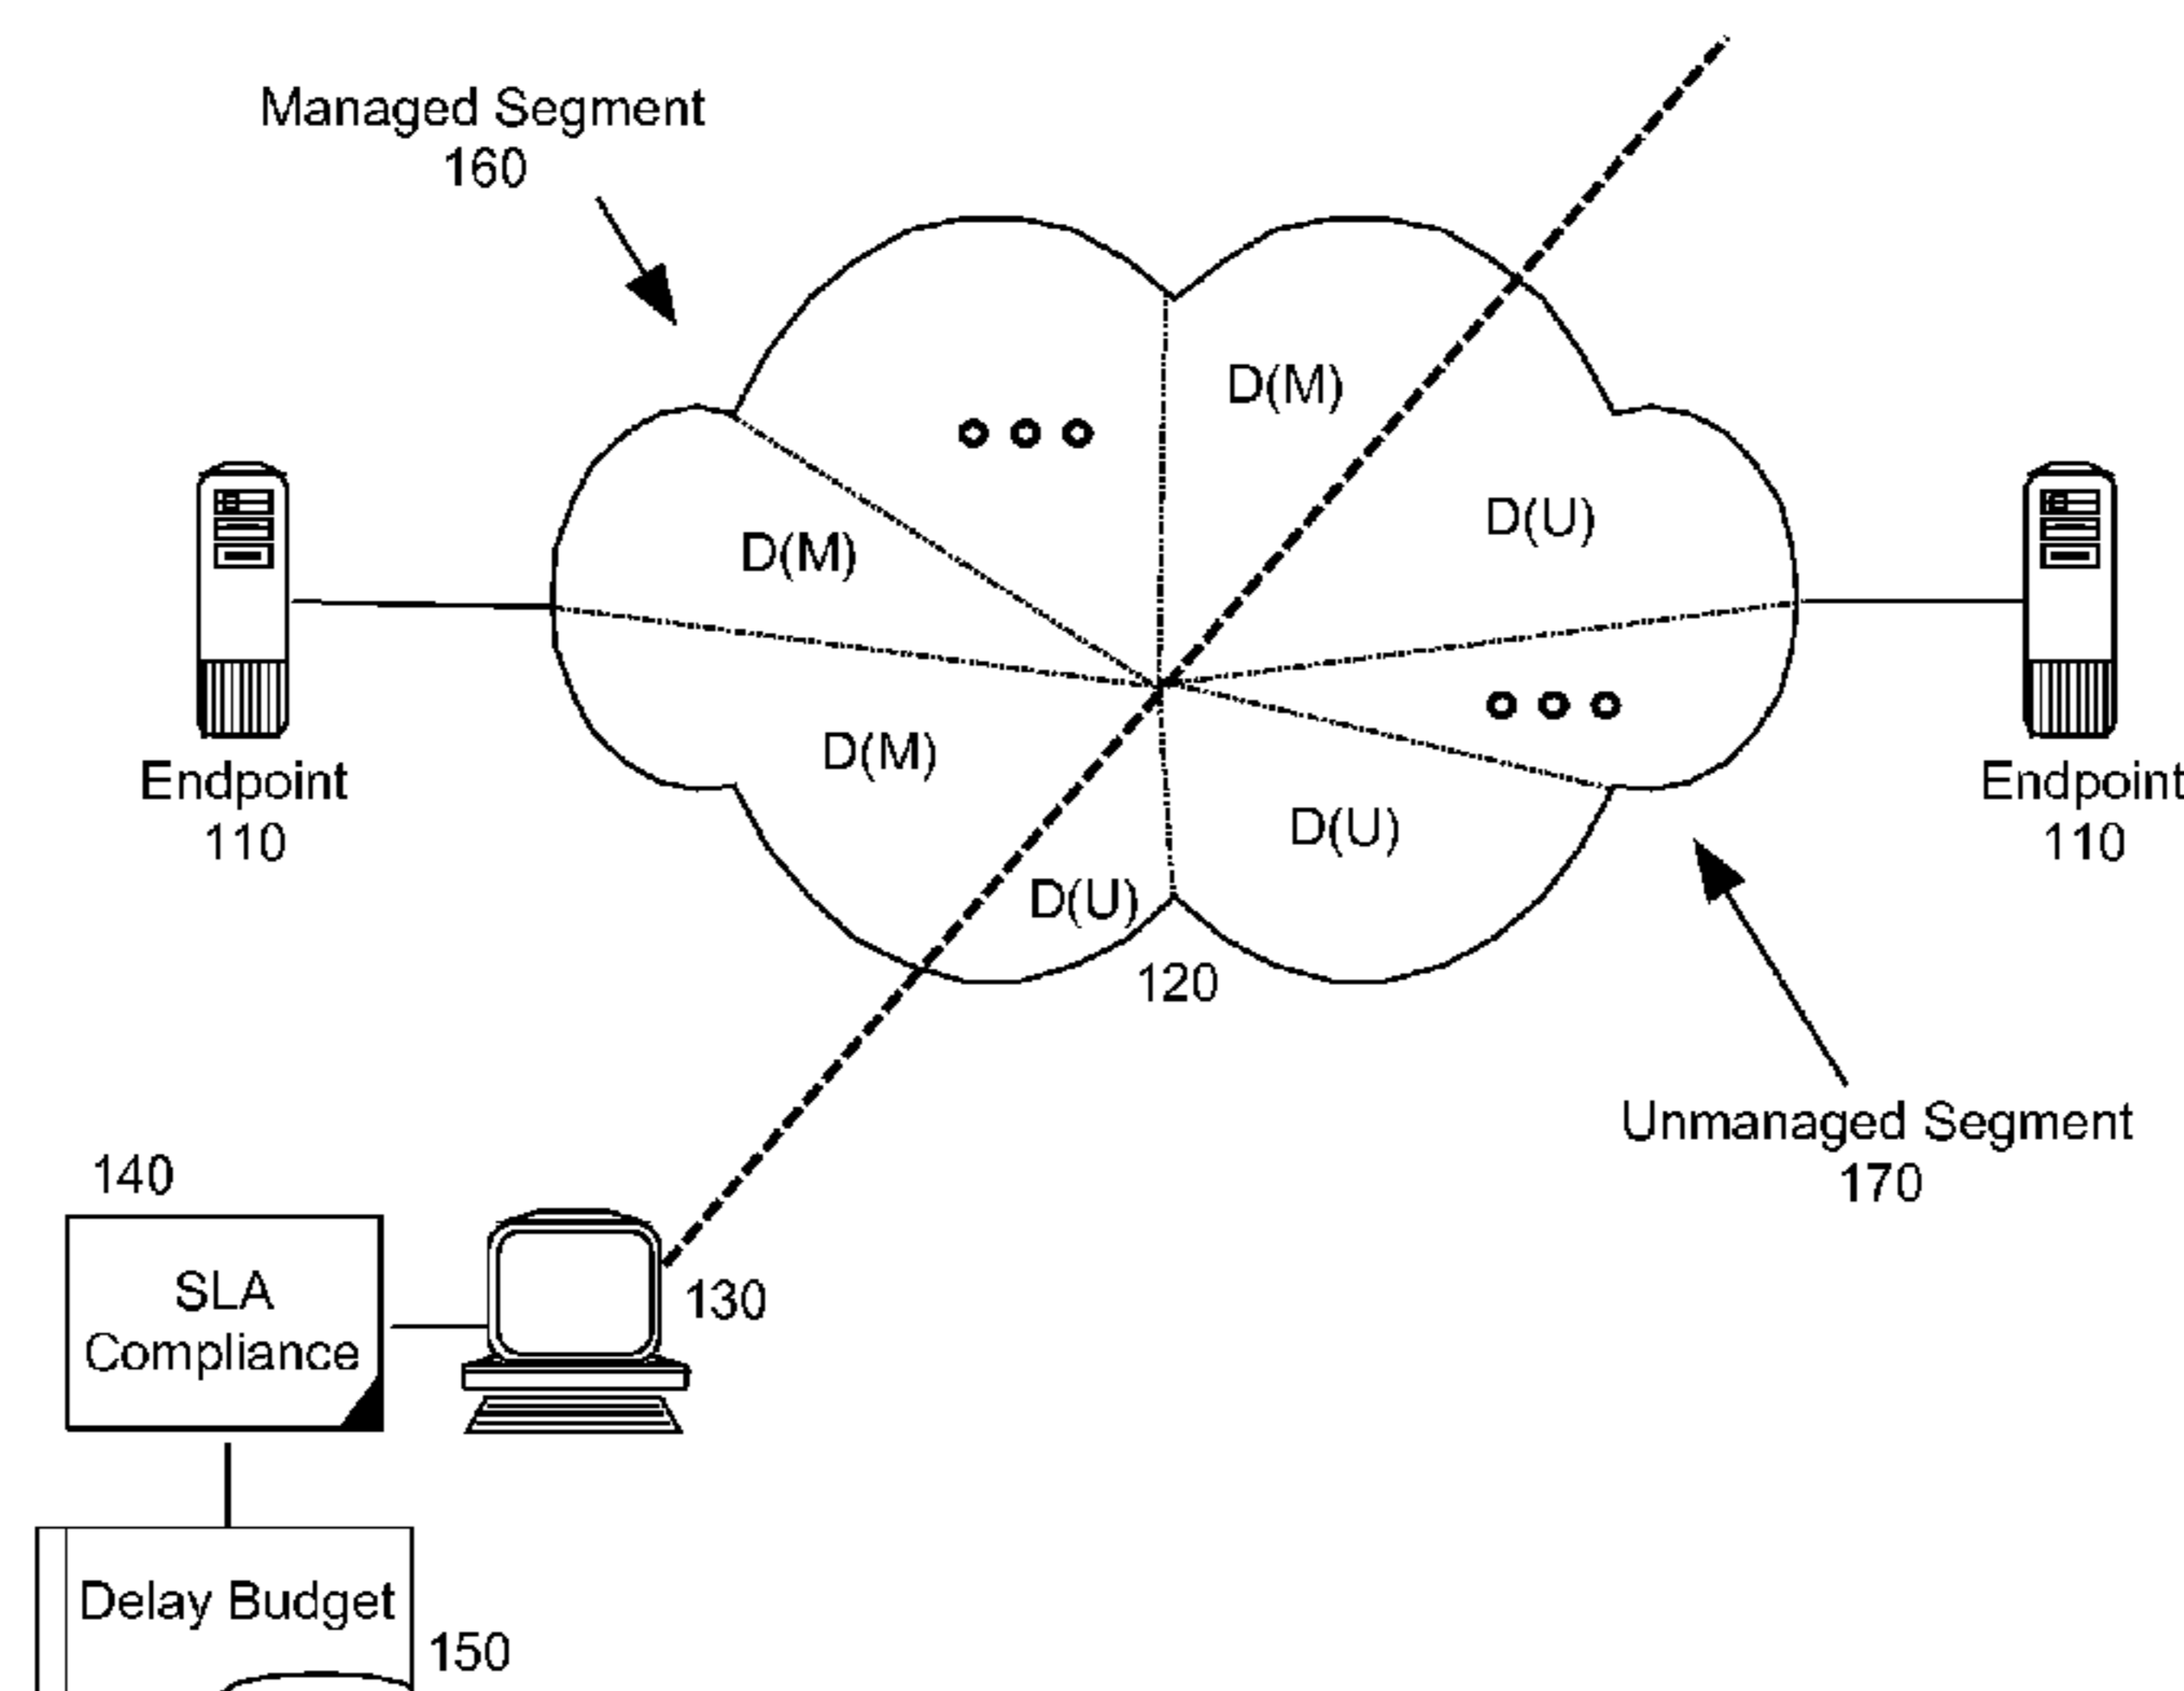 Managed Segment
160
D(M)
D(U)
D(M)
D(M)
D(U)
D(U)
120
Endpoint
110
Endpoint
110
Unmanaged Segment
170
140
SLA
Compliance
130
Delay Budget
150